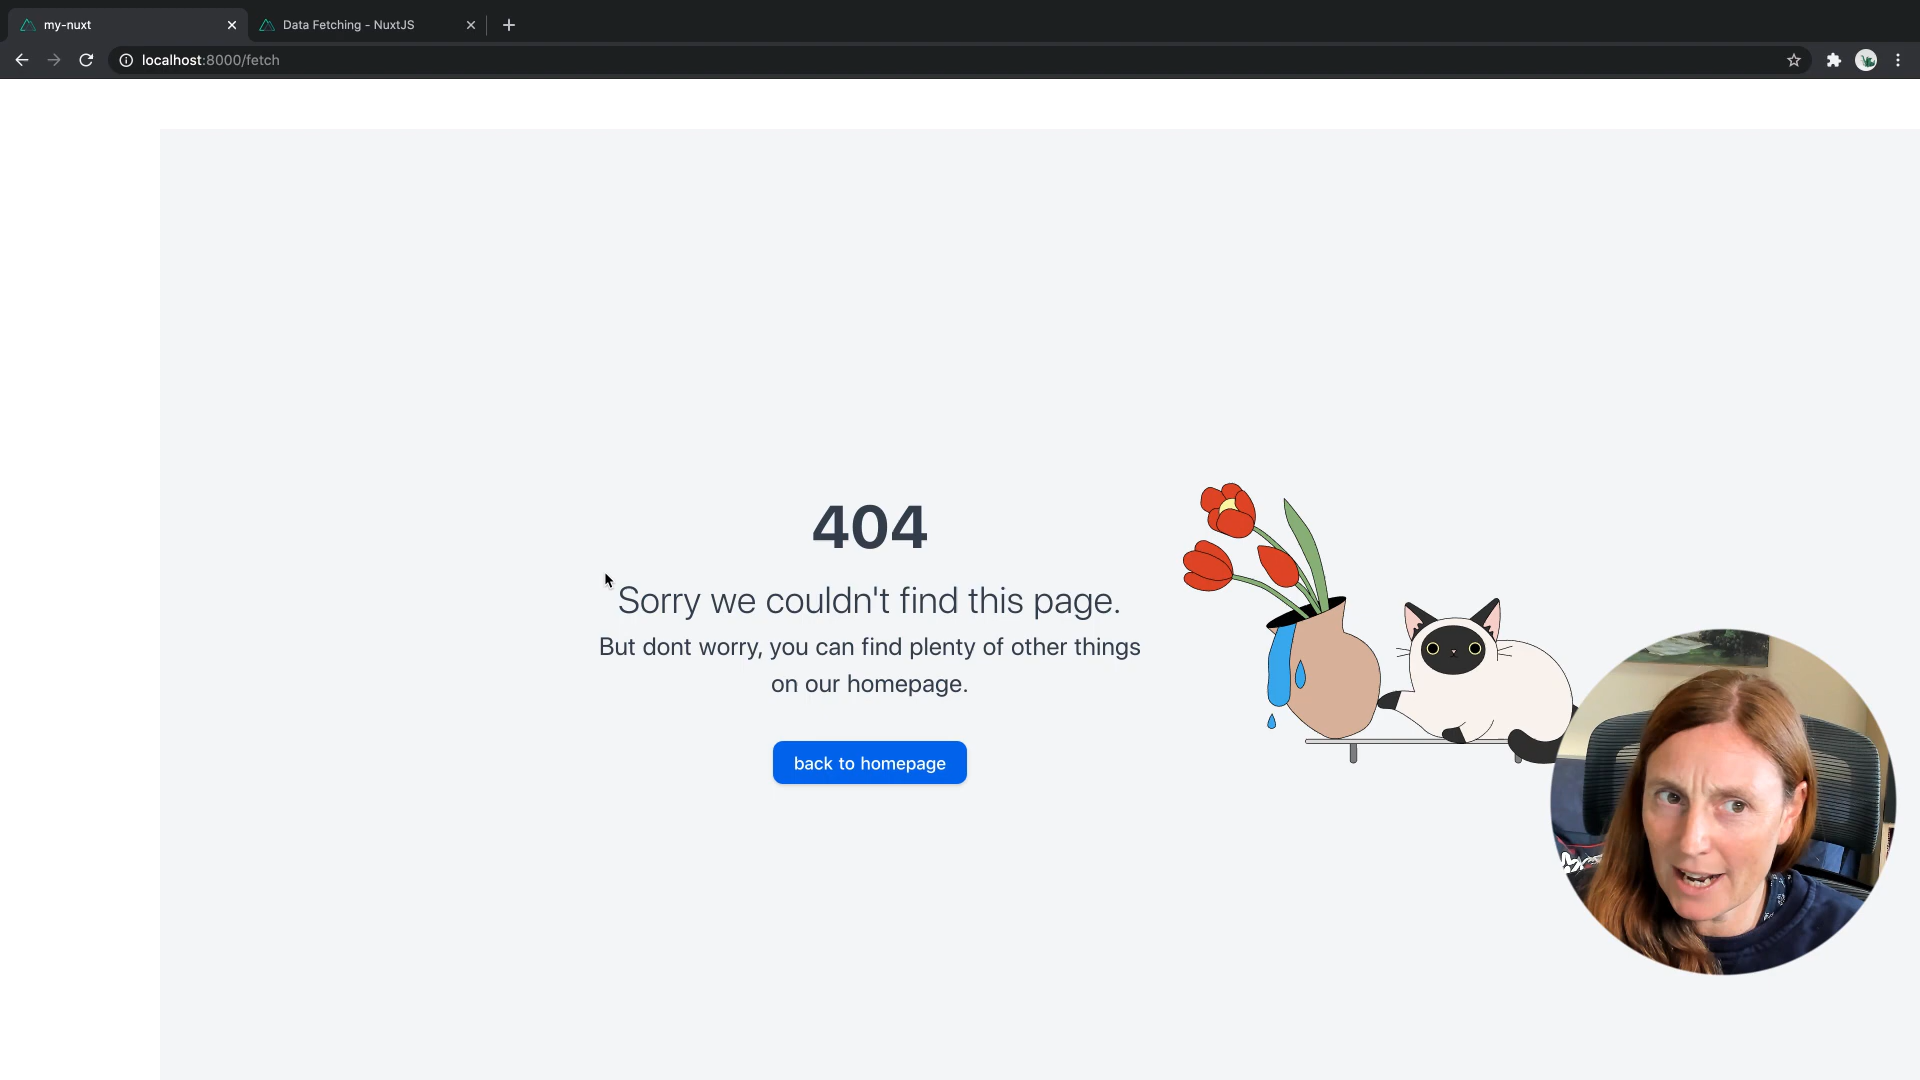 my-nuxt
Data Fetching - NuxtJS
localhost:8000/fetch
404
Sorry we couldn't find this page.
But dont worry, you can find plenty of other things
on our homepage.
back to homepage